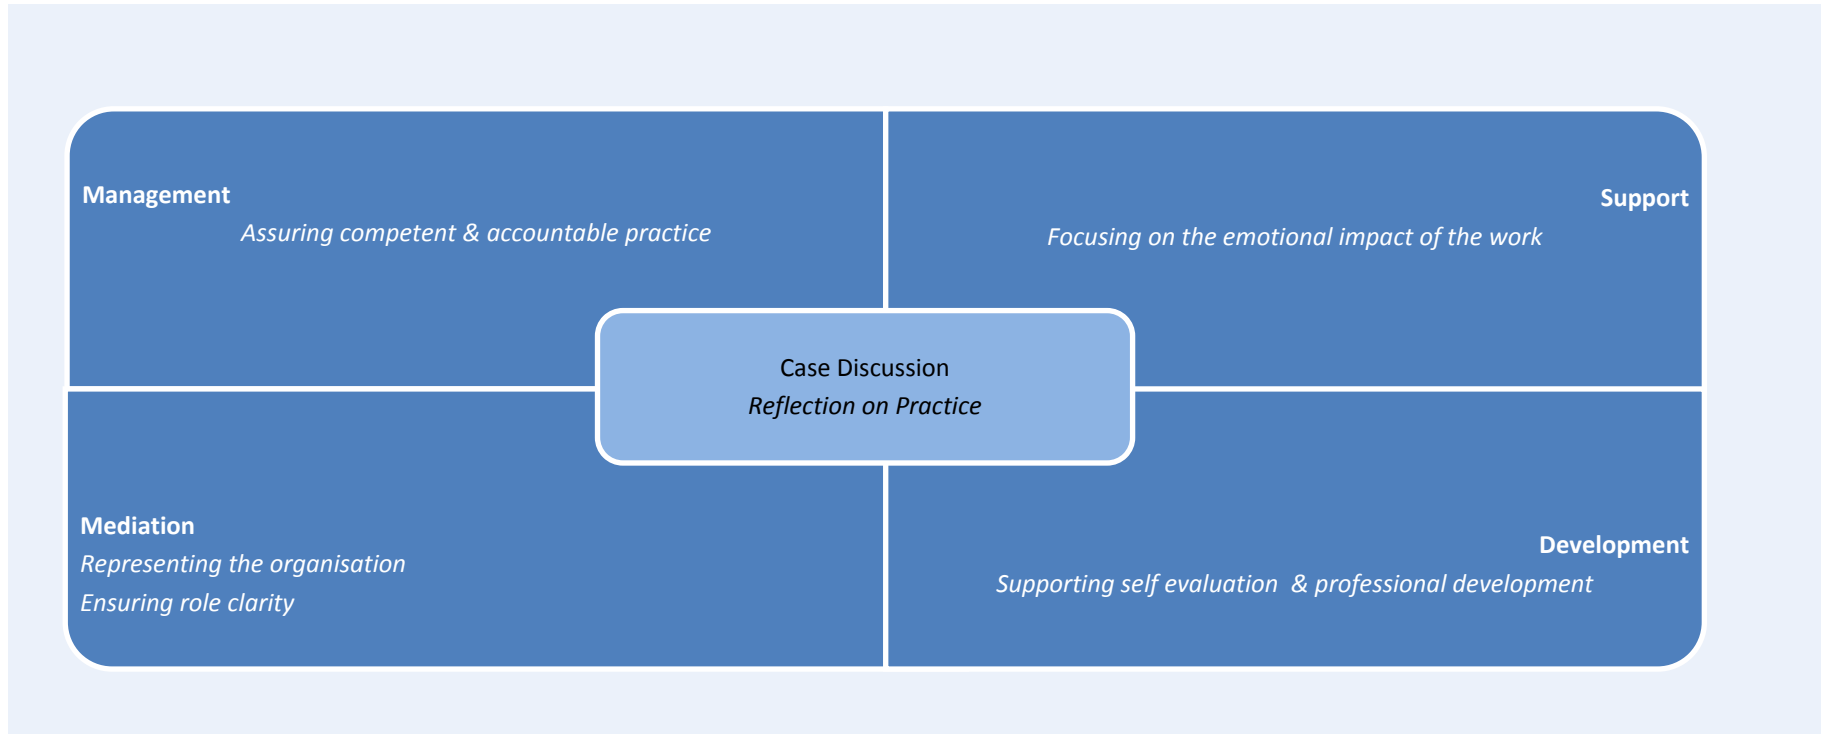 Management
Assuring competent & accountable practice
Support
Focusing on the emotional impact of the work
Case Discussion
Reflection on Practice
Mediation
Representing the organisation
Ensuring role clarity
Development
Supporting self evaluation  & professional development